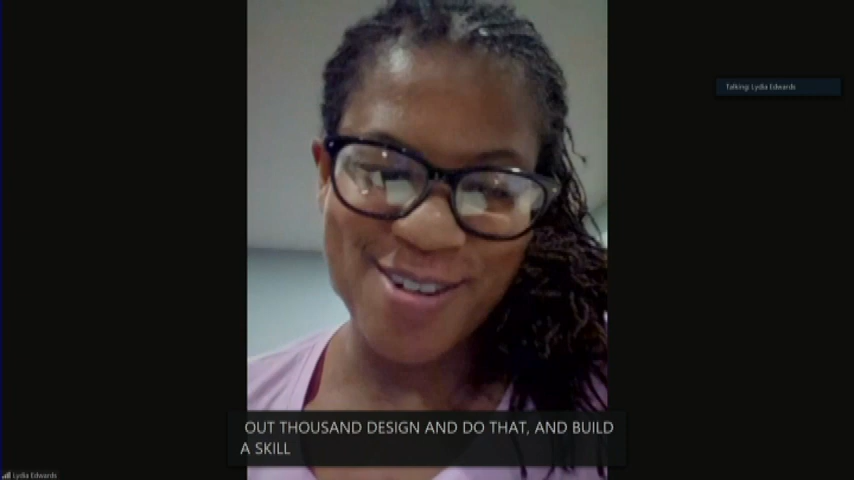 Talking: Lydia Edwards
OUT THOUSAND DESIGN AND DO THAT, AND BUILD
A SKILL
Lydia Edwards